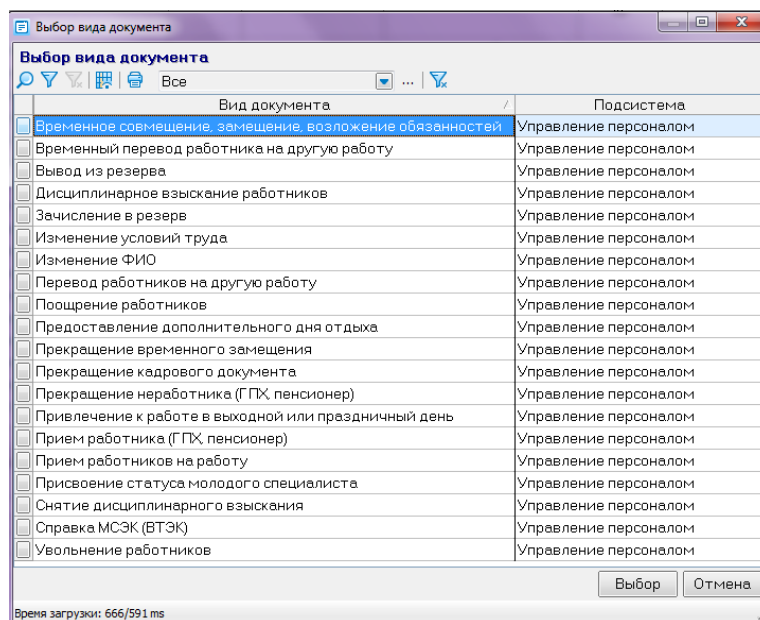 Выбор вида документа
Выбор вида документа
Все ...
Вид документа Подсистема
Временное совмещение, замещение, возложение обязанностей Управление персоналом
Временный перевод работника на другую работу Управление персоналом
Вывод из резерва Управление персоналом
Дисциплинарное взыскание работников Управление персоналом
Зачисление в резерв Управление персоналом
Изменение условий труда Управление персоналом
Изменение ФИО Управление персоналом
Перевод работников на другую работу Управление персоналом
Поощрение работников Управление персоналом
Предоставление дополнительного дня отдыха Управление персоналом
Прекращение временного замещения Управление персоналом
Прекращение кадрового документа Управление персоналом
Прекращение неработника (ГПХ, пенсионер) Управление персоналом
Привлечение к работе в выходной или праздничный день Управление персоналом
Прием работника (ГПХ, пенсионер) Управление персоналом
Прием работников на работу Управление персоналом
Присвоение статуса молодого специалиста Управление персоналом
Снятие дисциплинарного взыскания Управление персоналом
Справка МСЭК (ВТЭК) Управление персоналом
Увольнение работников Управление персоналом
Выбор Отмена
Время загрузки: 666/591 ms